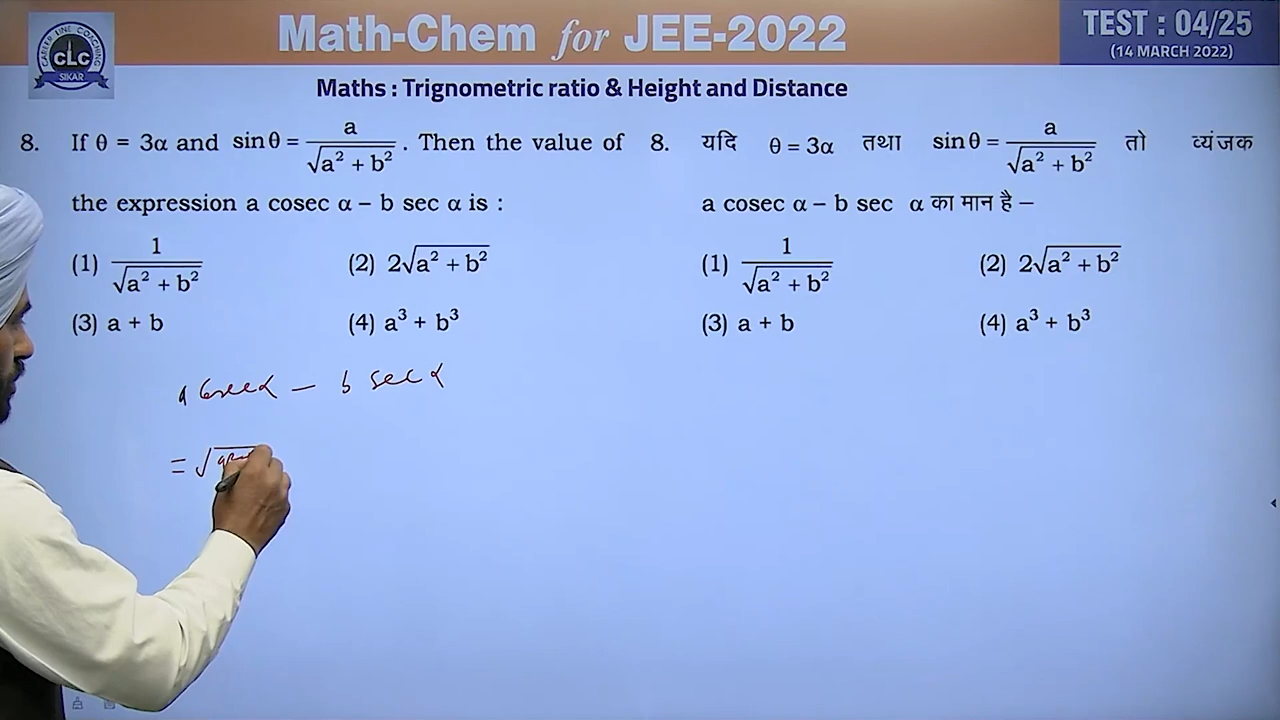 CAREER LINE COACHING
CLC
SIKAR
Math-Chem for JEE-2022
TEST : 04/25
(14 MARCH 2022)
Maths : Trignometric ratio & Height and Distance
8. If θ = 3α and sinθ = a/√(a² + b²) . Then the value of
the expression a cosec α – b sec α is :
(1) 1/√(a² + b²) (2) 2√(a² + b²)
(3) a + b (4) a³ + b³
8. यदि θ = 3α तथा sinθ = a/√(a² + b²) तो व्यंजक
a cosec α – b sec α का मान है –
(1) 1/√(a² + b²) (2) 2√(a² + b²)
(3) a + b (4) a³ + b³
a cosec α – b sec α
= √